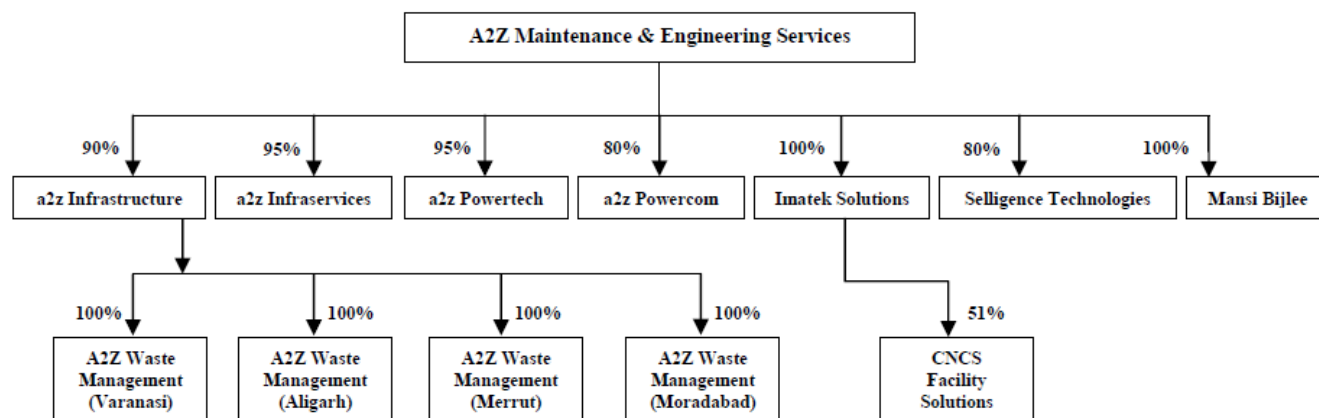 A2Z Maintenance & Engineering Services
90%
95%
95%
80%
100%
80%
100%
a2z Infrastructure
a2z Infraservices
a2z Powertech
a2z Powercom
Imatek Solutions
Selligence Technologies
Mansi Bijlee
100%
100%
100%
100%
51%
A2Z Waste
Management
(Varanasi)
A2Z Waste
Management
(Aligarh)
A2Z Waste
Management
(Merrut)
A2Z Waste
Management
(Moradabad)
CNCS
Facility
Solutions